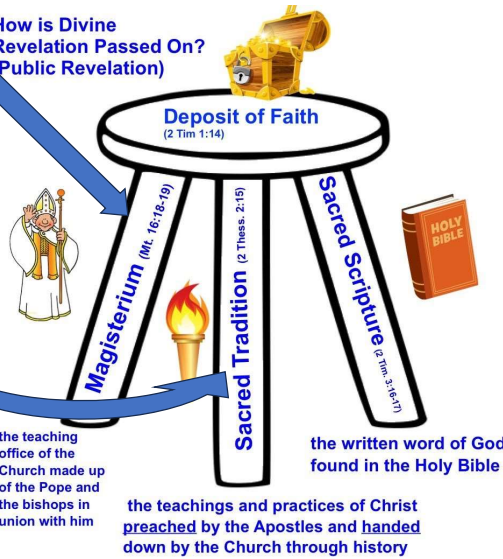 How is Divine
Revelation Passed On?
(Public Revelation)
Deposit of Faith
(2 Tim 1:14)
Magisterium (Mt. 16:18-19)
Sacred Tradition (2 Thess. 2:15)
Sacred Scripture (2 Tim. 3:16-17)
HOLY
BIBLE
the teaching
office of the
Church made up
of the Pope and
the bishops in
union with him
the written word of God
found in the Holy Bible
the teachings and practices of Christ
preached by the Apostles and handed
down by the Church through history